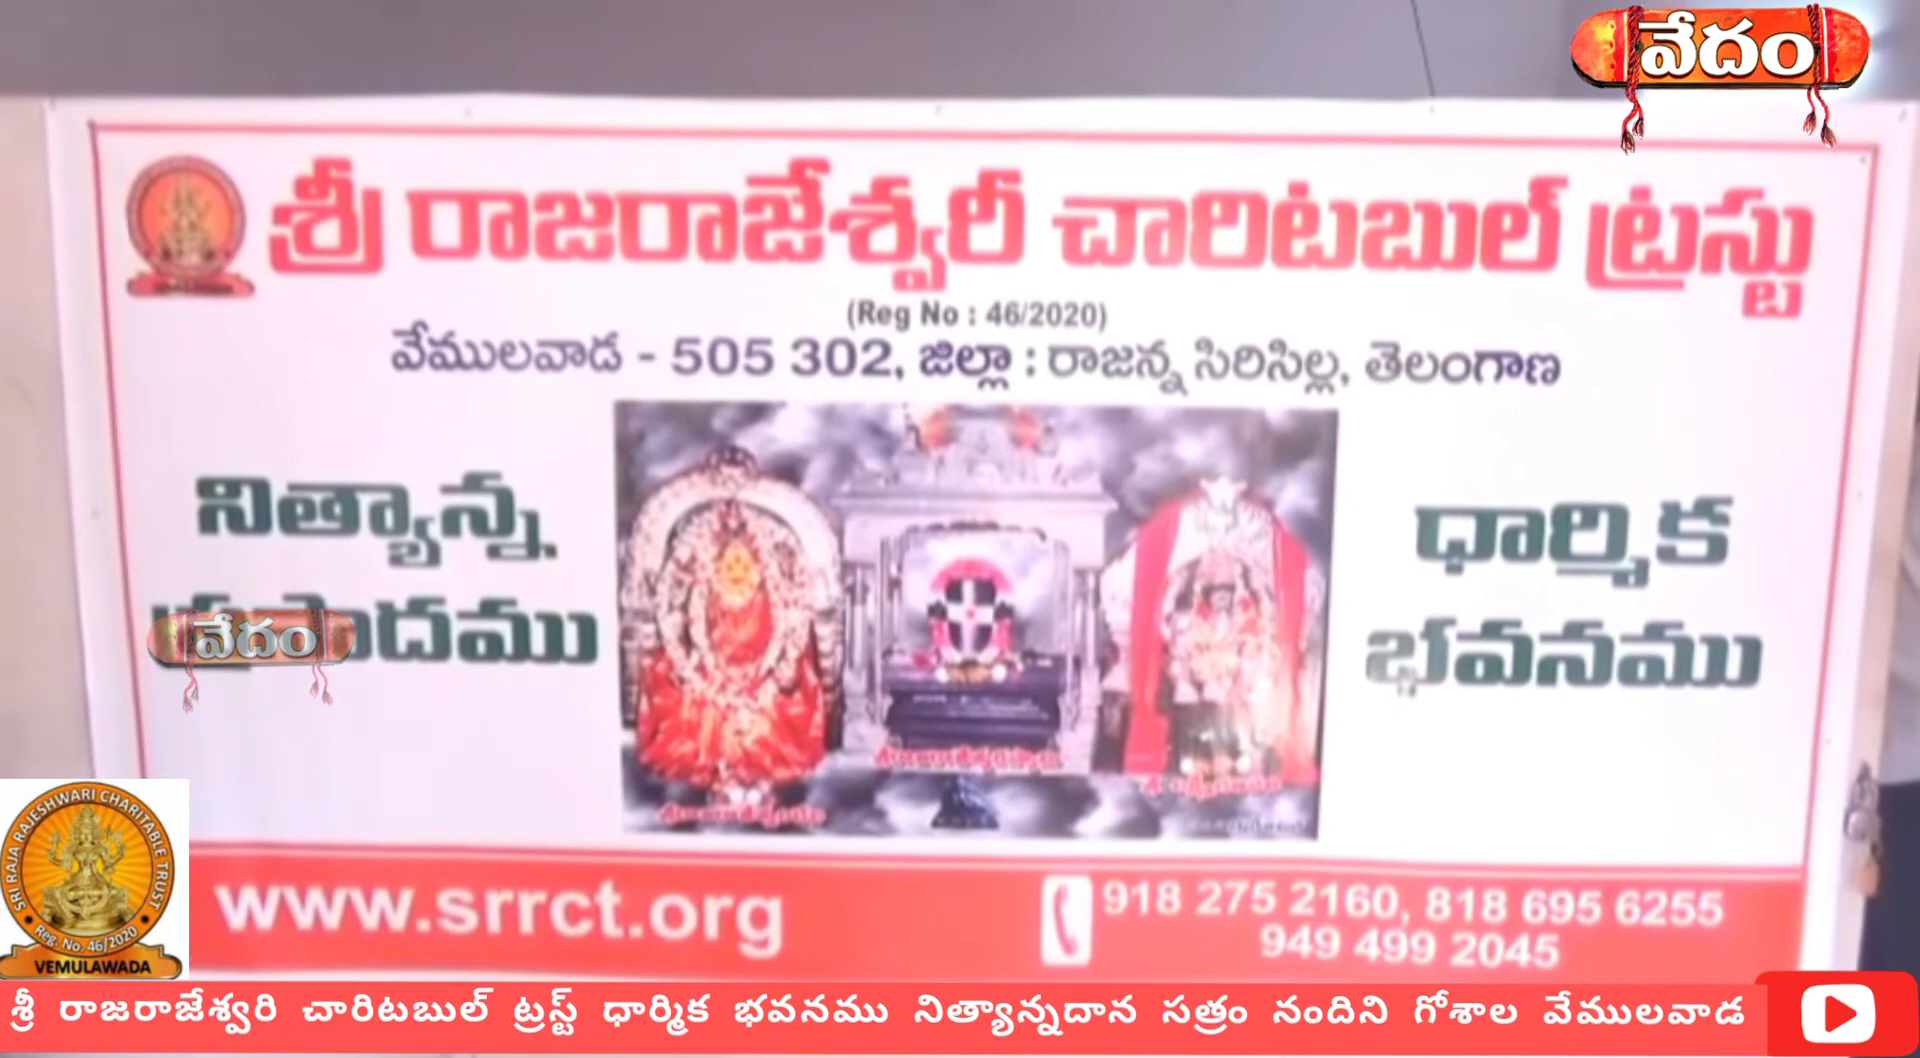 వేదం
శ్రీ రాజరాజేశ్వరీ చారిటబుల్ ట్రస్టు
(Reg No : 46/2020)
వేములవాడ - 505 302, జిల్లా : రాజన్న సిరిసిల్ల, తెలంగాణ
నిత్యాన్న
వేదం
ధార్మిక
భవనము
www.srrct.org
918 275 2160, 818 695 6255
949 499 2045
SRI RAJA RAJESHWARI CHARITABLE TRUST
Reg. No. 46/2020
VEMULAWADA
శ్రీ రాజరాజేశ్వరి చారిటబుల్ ట్రస్ట్ ధార్మిక భవనము నిత్యాన్నదాన సత్రం నందిని గోశాల వేములవాడ